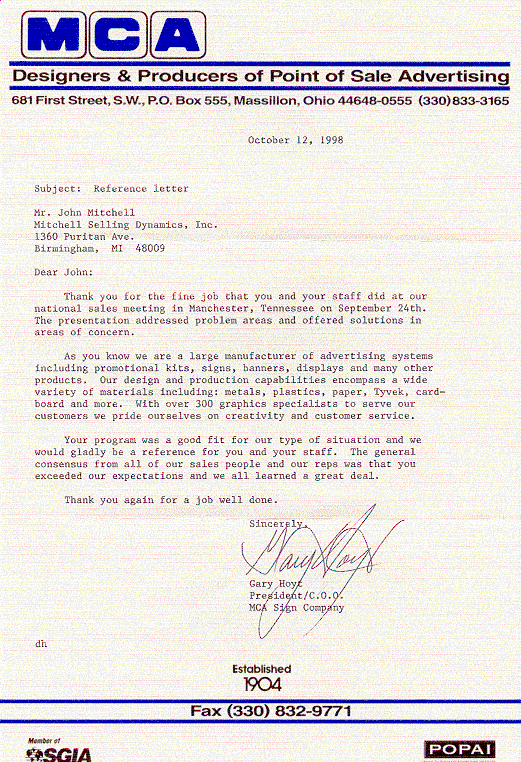 MCA
Designers & Producers of Point of Sale Advertising
681 First Street, S.W., P.O. Box 555, Massillon, Ohio 44648-0555 (330)833-3165
October 12, 1998
Subject: Reference letter
Mr. John Mitchell
Mitchell Selling Dynamics, Inc.
1360 Puritan Ave.
Birmingham, MI 48009
Dear John:
Thank you for the fine job that you and your staff did at our
national sales meeting in Manchester, Tennessee on September 24th.
The presentation addressed problem areas and offered solutions in
areas of concern.
As you know we are a large manufacturer of advertising systems
including promotional kits, signs, banners, displays and many other
products. Our design and production capabilities encompass a wide
variety of materials including: metals, plastics, paper, Tyvek, card-
board and more. With over 300 graphics specialists to serve our
customers we pride ourselves on creativity and customer service.
Your program was a good fit for our type of situation and we
would gladly be a reference for you and your staff. The general
consensus from all of our sales people and our reps was that you
exceeded our expectations and we all learned a great deal.
Thank you again for a job well done.
Sincerely,
Gary Hoyt
Gary Hoyt
President/C.O.O.
MCA Sign Company
dh
Established
1904
Fax (330) 832-9771
Member of
SGIA
POPAI